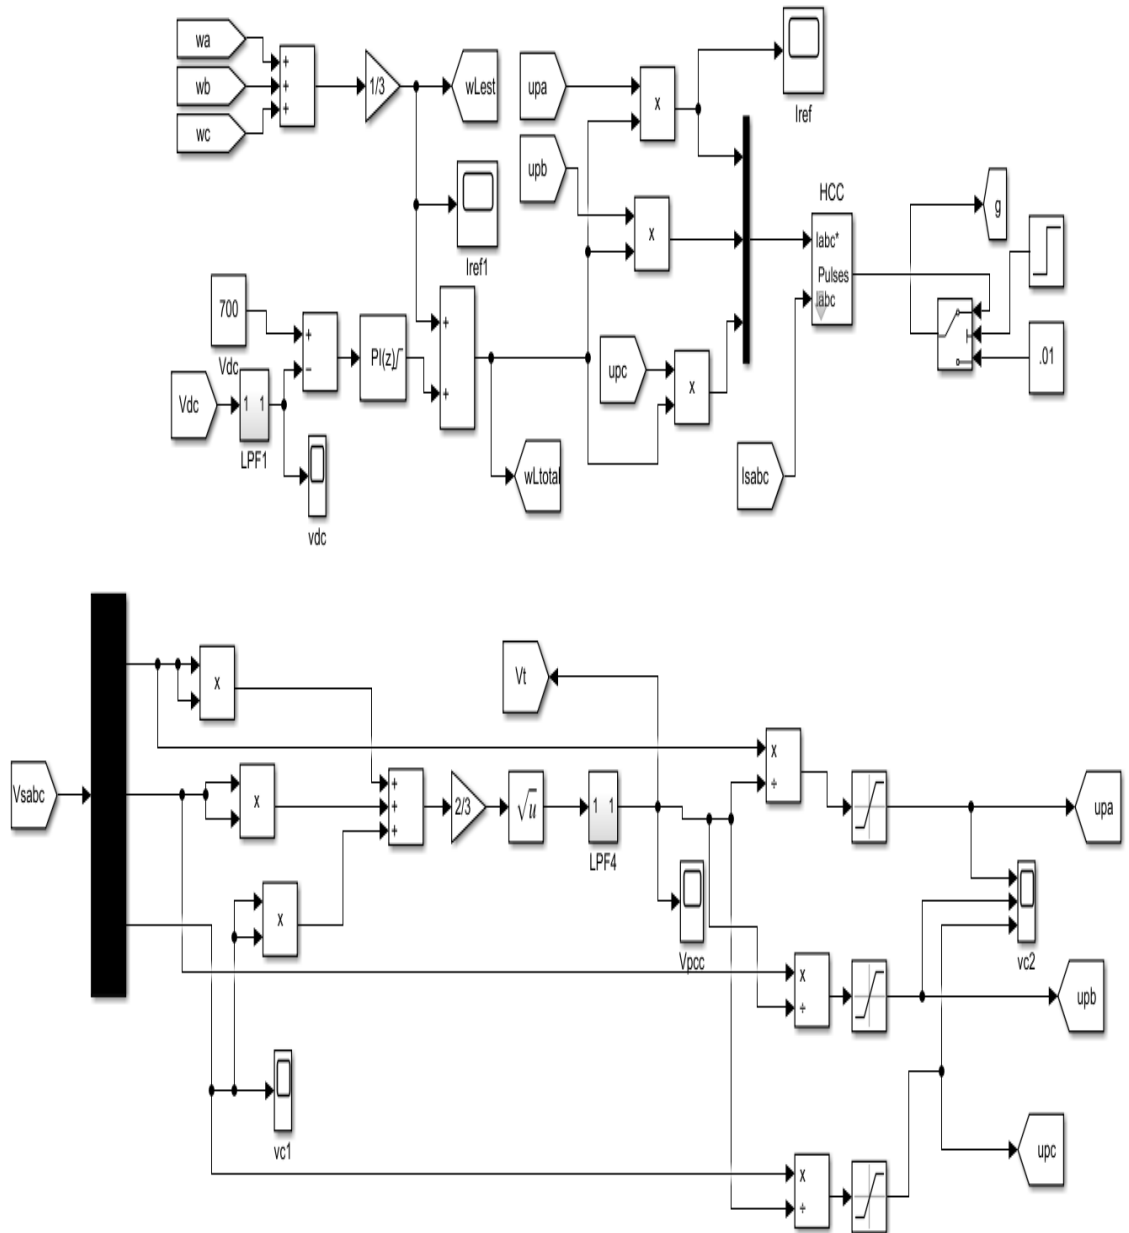 wa
+
wb
+
wc
+
1/3
wLest
upa
x
Iref
upb
x
Iref1
HCC
Iabc*
Pulses
Iabc
g
700
Vdc
+
−
PI(z)
+
+
upc
x
.01
Vdc
1 1
LPF1
vdc
wLtotal
Isabc
Vsabc
x
x
x
+
+
+
2/3
√u
1 1
LPF4
Vt
x
÷
upa
Vpcc
vc2
x
÷
upb
vc1
x
÷
upc